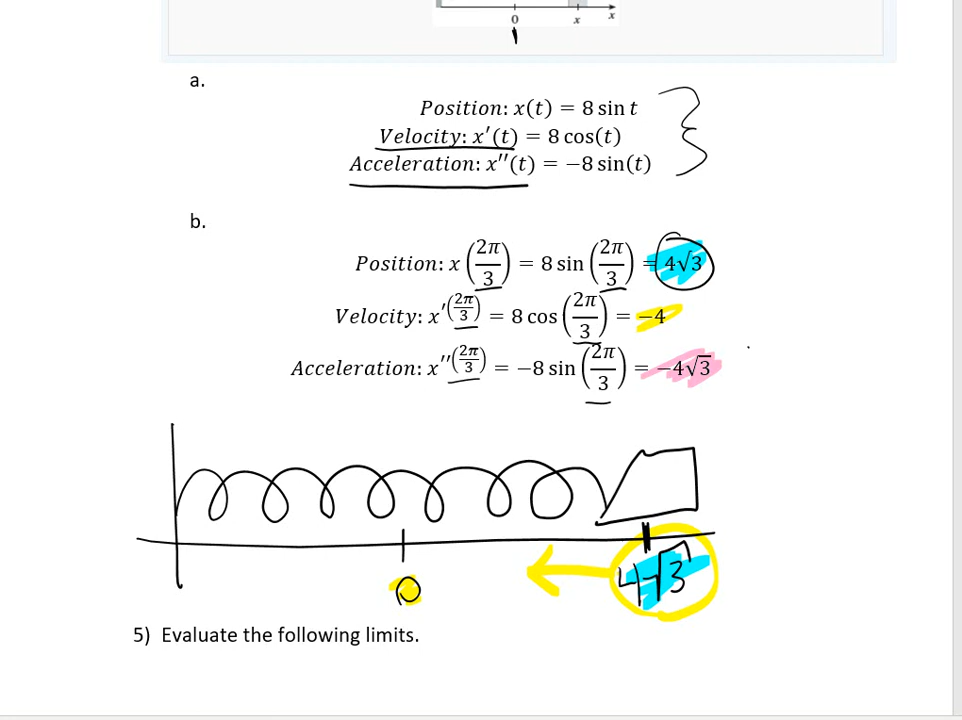 0 x x
a.
Position: x(t) = 8 sin t
Velocity: x′(t) = 8 cos(t)
Acceleration: x″(t) = −8 sin(t)
b.
Position: x(2π/3) = 8 sin(2π/3) = 4√3
Velocity: x′(2π/3) = 8 cos(2π/3) = −4
Acceleration: x″(2π/3) = −8 sin(2π/3) = −4√3
0 4√3
5) Evaluate the following limits.